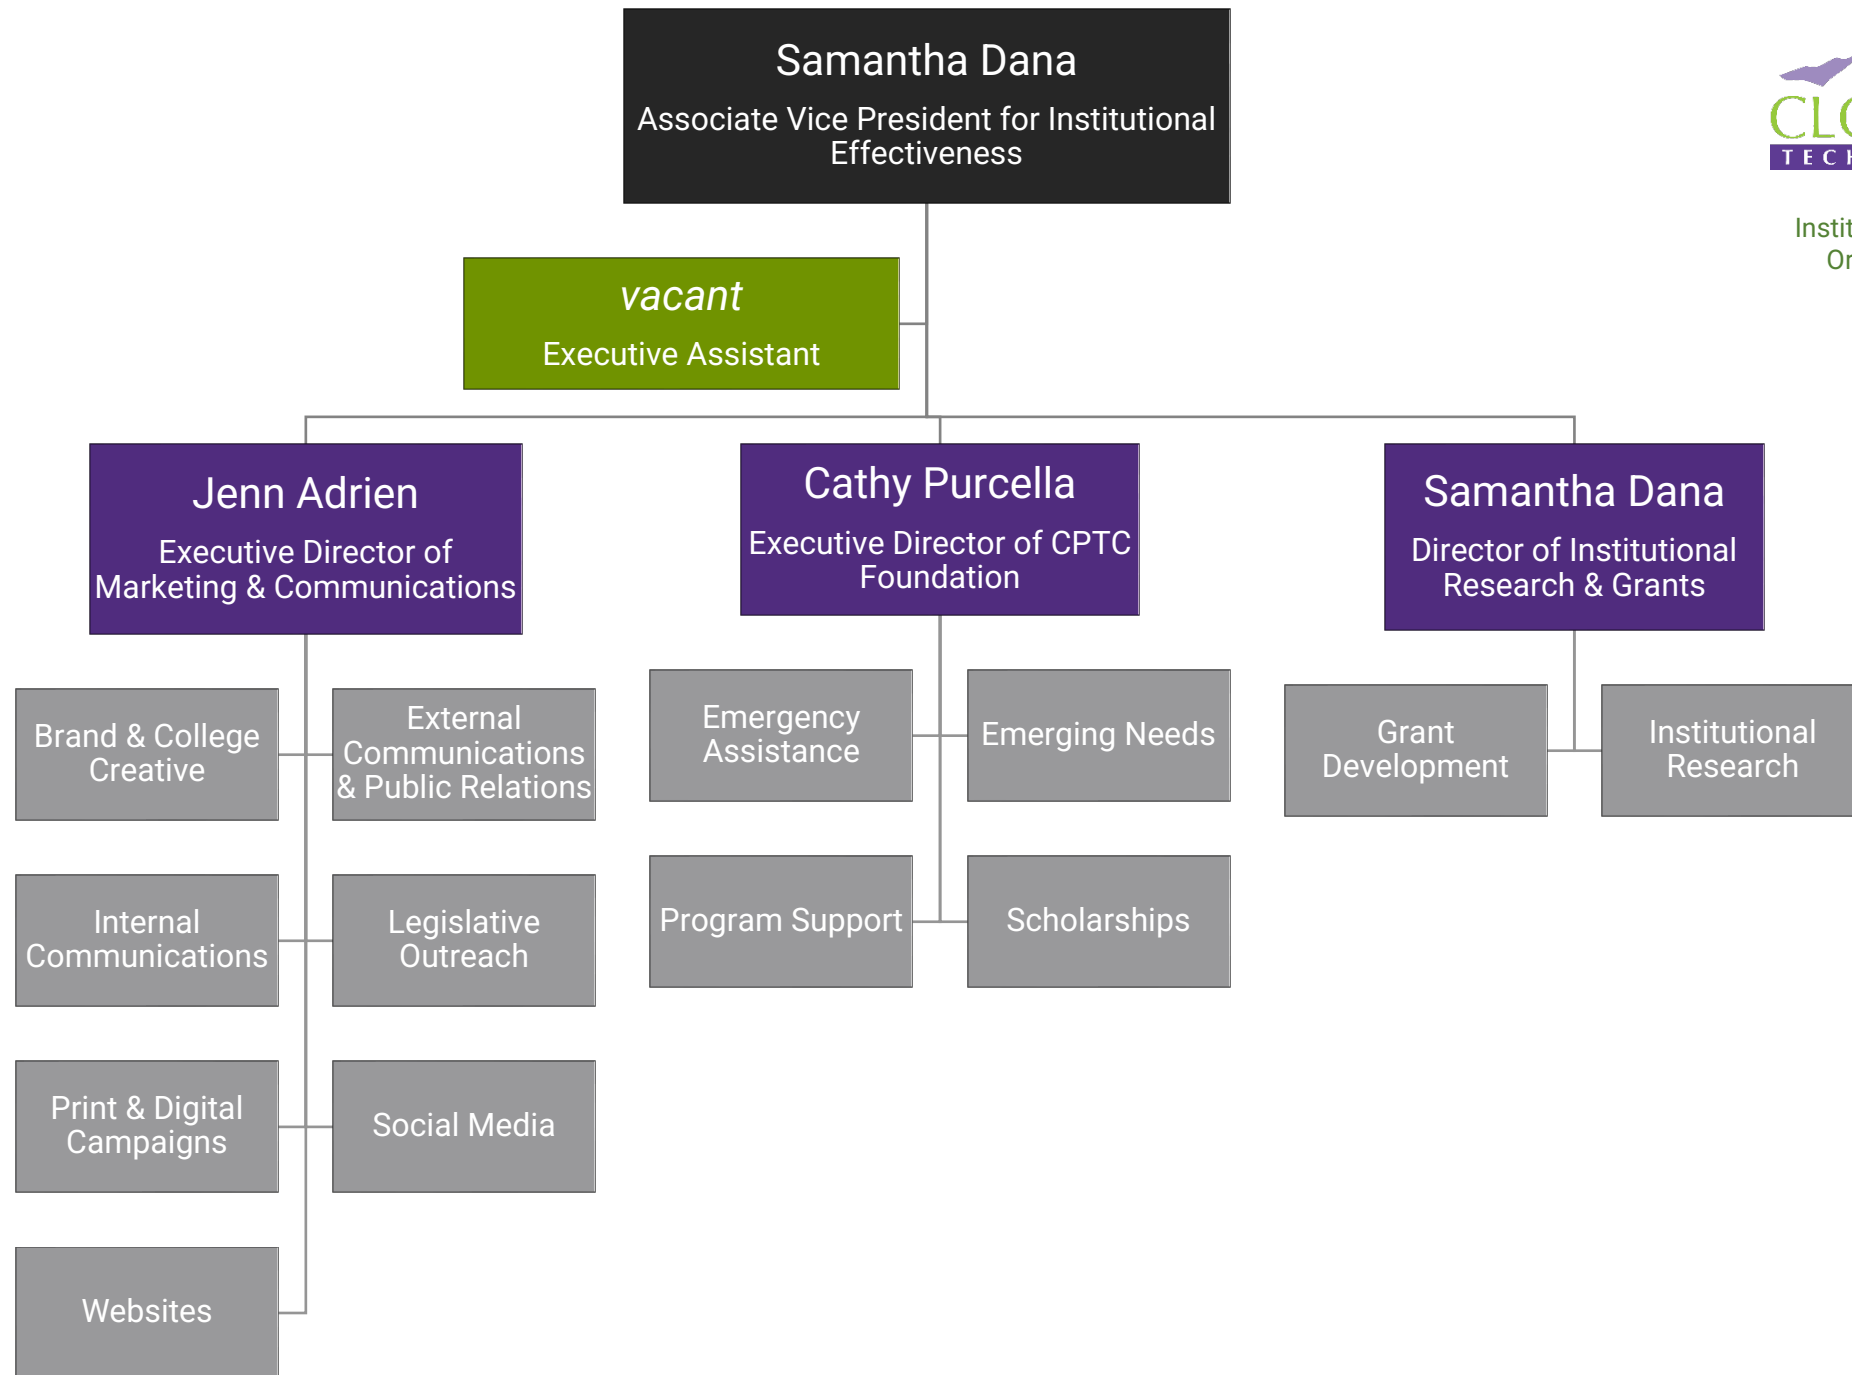 Samantha Dana
Associate Vice President for Institutional
Effectiveness
vacant
Executive Assistant
Jenn Adrien
Executive Director of
Marketing & Communications
Cathy Purcella
Executive Director of CPTC
Foundation
Samantha Dana
Director of Institutional
Research & Grants
Brand & College
Creative
External
Communications
& Public Relations
Internal
Communications
Legislative
Outreach
Print & Digital
Campaigns
Social Media
Websites
Emergency
Assistance
Emerging Needs
Program Support
Scholarships
Grant
Development
Institutional
Research